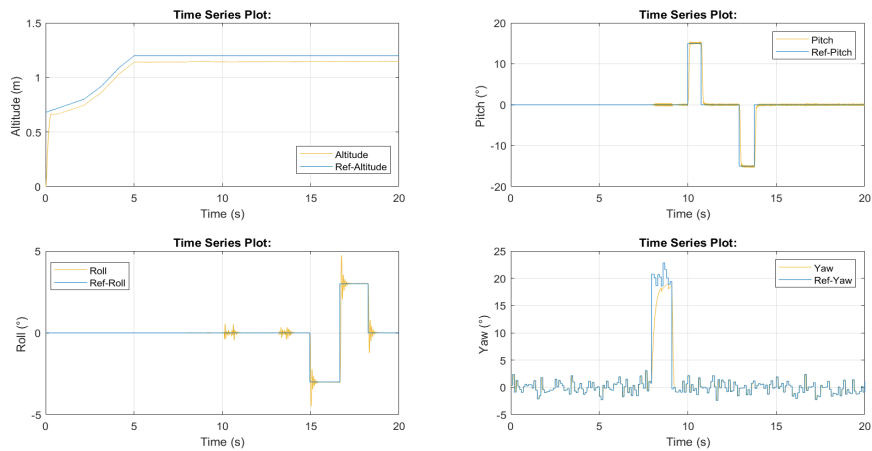 Time Series Plot:
1.5
1
0.5
0
Altitude (m)
Altitude
Ref-Altitude
0 5 10 15 20
Time (s)
Time Series Plot:
20
10
0
-10
-20
Pitch (°)
Pitch
Ref-Pitch
0 5 10 15 20
Time (s)
Time Series Plot:
5
0
-5
Roll (°)
Roll
Ref-Roll
0 5 10 15 20
Time (s)
Time Series Plot:
25
20
15
10
5
0
-5
Yaw (°)
Yaw
Ref-Yaw
0 5 10 15 20
Time (s)